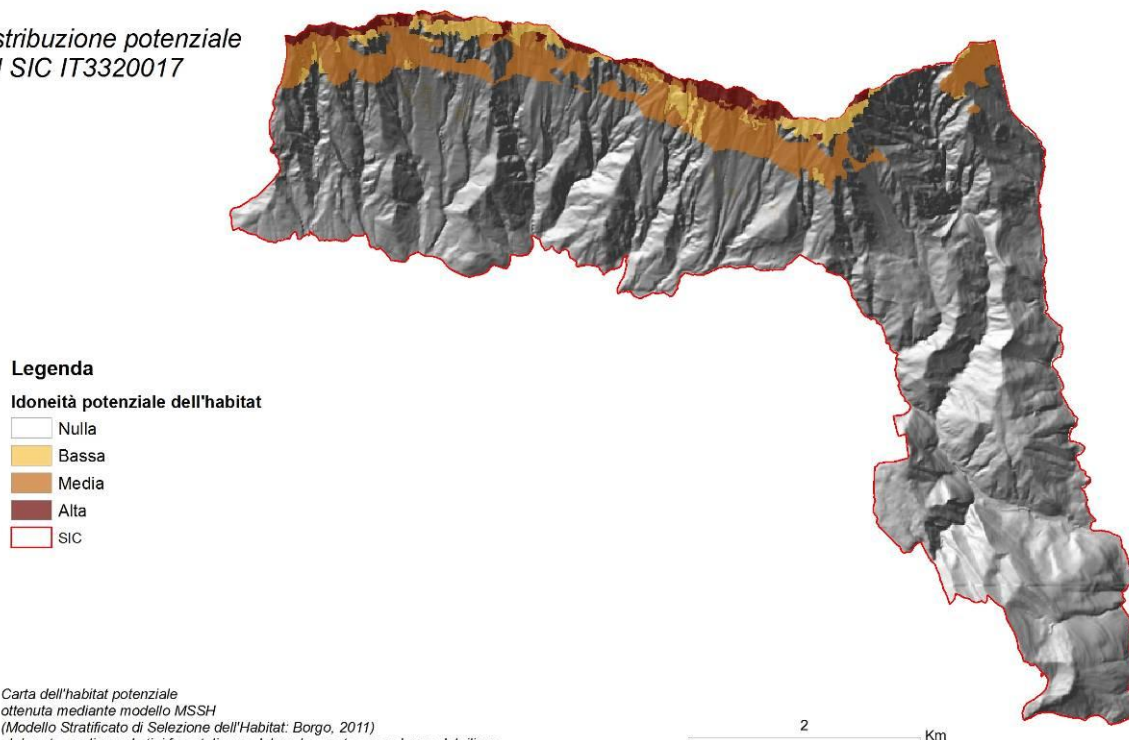 stribuzione potenziale
SIC IT3320017
Legenda
Idoneità potenziale dell'habitat
Nulla
Bassa
Media
Alta
SIC
Carta dell'habitat potenziale
ottenuta mediante modello MSSH
(Modello Stratificato di Selezione dell'Habitat: Borgo, 2011)
2
Km